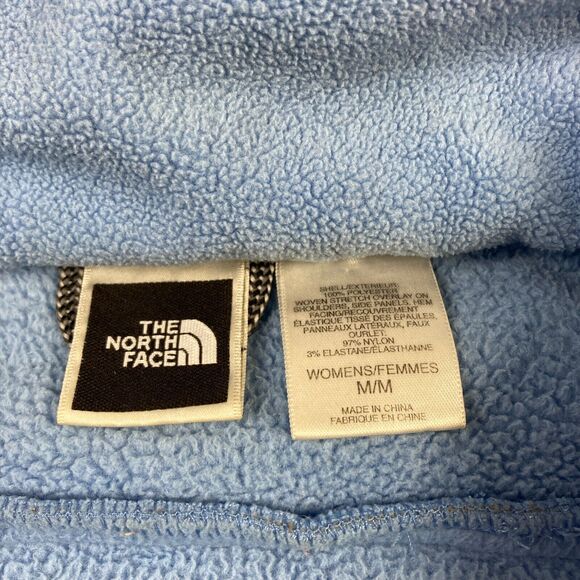 THE
NORTH
FACE
SHELL/EXTÉRIEUR:
100% POLYESTER
WOVEN STRETCH OVERLAY ON
SHOULDERS, SIDE PANELS, HEM
FACING/RECOUVREMENT
ÉLASTIQUE TISSÉ DES ÉPAULES,
PANNEAUX LATÉRAUX, FAUX
OURLET:
97% NYLON
3% ELASTANE/ÉLASTHANNE
WOMENS/FEMMES
M/M
MADE IN CHINA
FABRIQUÉ EN CHINE